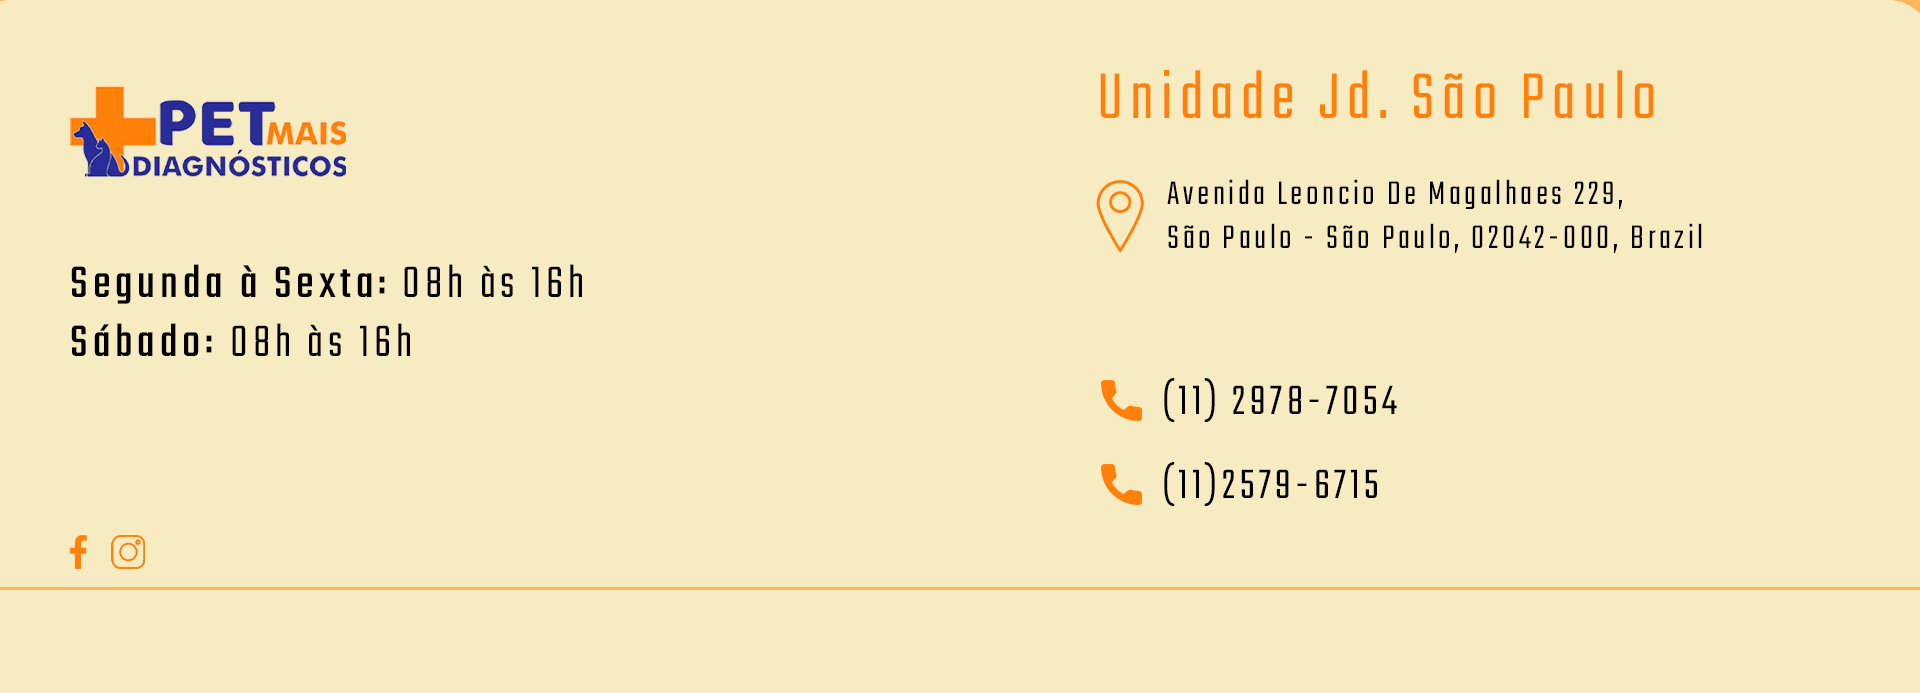 PET MAIS
DIAGNÓSTICOS
Segunda à Sexta: 08h às 16h
Sábado: 08h às 16h
Unidade Jd. São Paulo
Avenida Leoncio De Magalhaes 229,
São Paulo - São Paulo, 02042-000, Brazil
(11) 2978-7054
(11)2579-6715